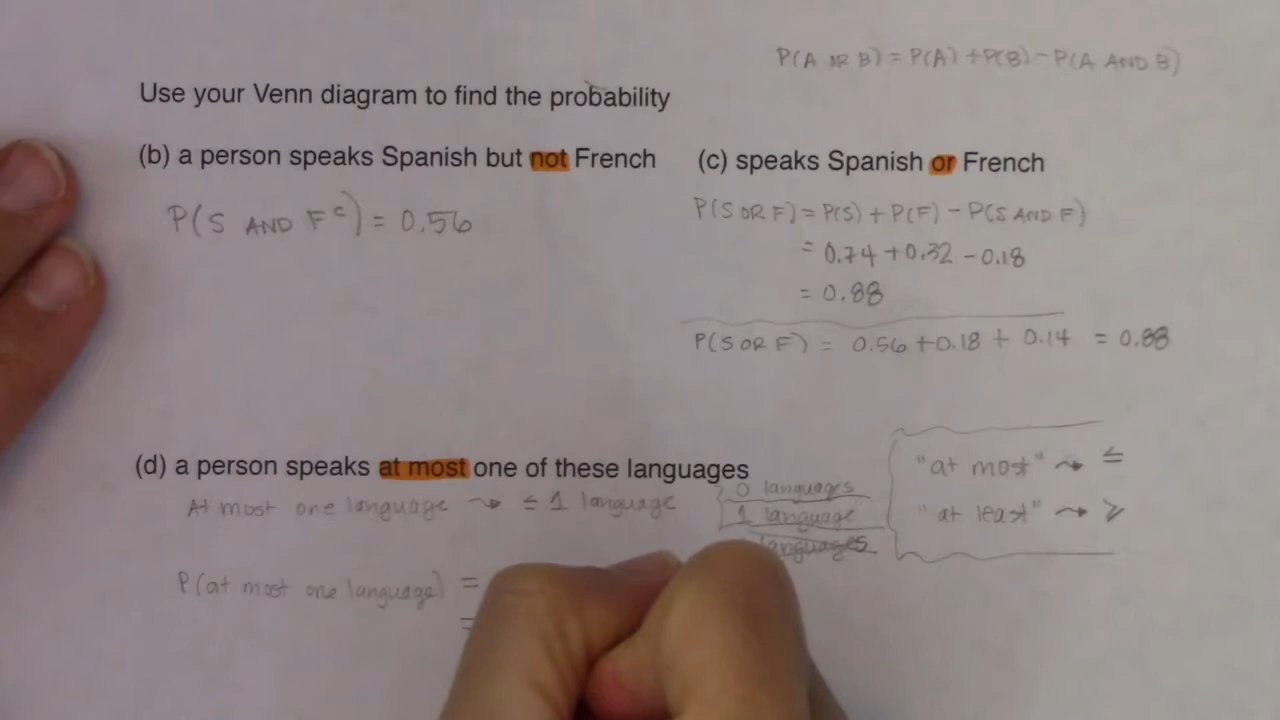 P(A OR B) = P(A) + P(B) - P(A AND B)
Use your Venn diagram to find the probability
(b) a person speaks Spanish but not French
P(S AND F^c) = 0.56
(c) speaks Spanish or French
P(S OR F) = P(S) + P(F) - P(S AND F)
= 0.74 + 0.32 - 0.18
= 0.88
P(S OR F) = 0.56 + 0.18 + 0.14 = 0.88
(d) a person speaks at most one of these languages
At most one language ⤳ ≤ 1 language
0 languages
1 language
languages
"at most" ⤳ ≤
"at least" ⤳ ≥
P(at most one language) =
=